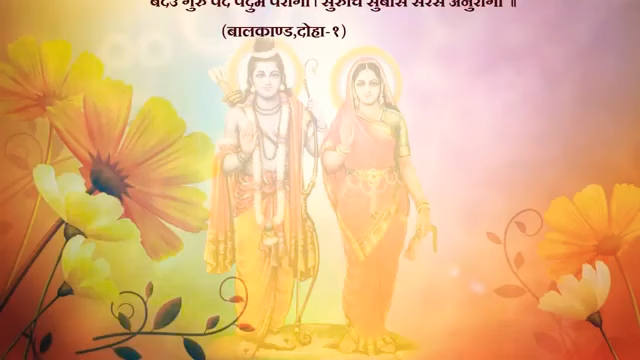 बंदउँ गुरु पद पदुम परागा। सुरुचि सुबास सरस अनुरागा॥
(बालकाण्ड,दोहा-१)